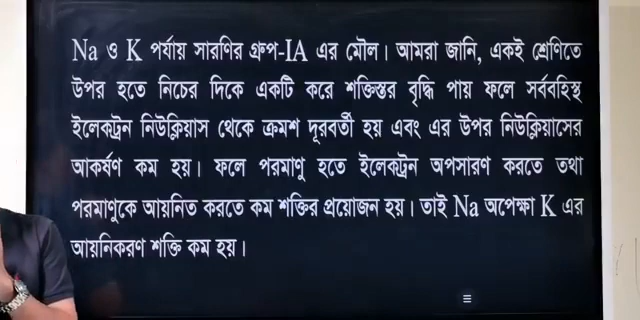 Na ও K পর্যায় সারণির গ্রুপ-IA এর মৌল। আমরা জানি, একই শ্রেণিতে
উপর হতে নিচের দিকে একটি করে শক্তিস্তর বৃদ্ধি পায় ফলে সর্ববহিস্থ
ইলেকট্রন নিউক্লিয়াস থেকে ক্রমশ দূরবর্তী হয় এবং এর উপর নিউক্লিয়াসের
আকর্ষণ কম হয়। ফলে পরমাণু হতে ইলেকট্রন অপসারণ করতে তথা
পরমাণুকে আয়নিত করতে কম শক্তির প্রয়োজন হয়। তাই Na অপেক্ষা K এর
আয়নিকরণ শক্তি কম হয়।